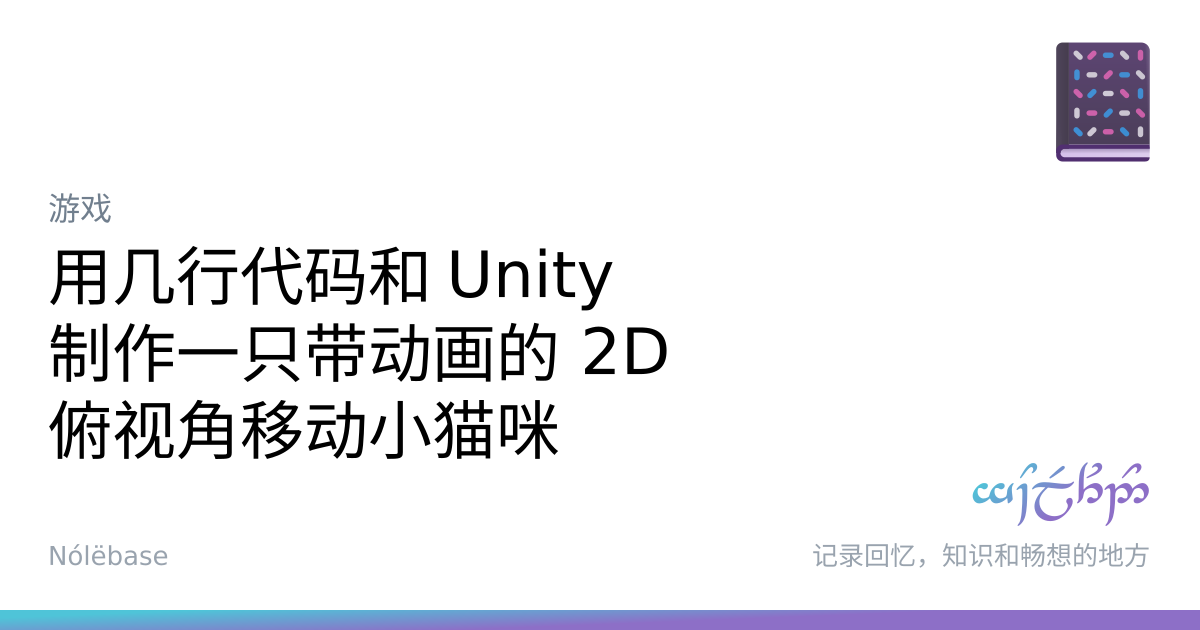 游戏
用几行代码和 Unity
制作一只带动画的 2D
俯视角移动小猫咪
Nólëbase
记录回忆，知识和畅想的地方